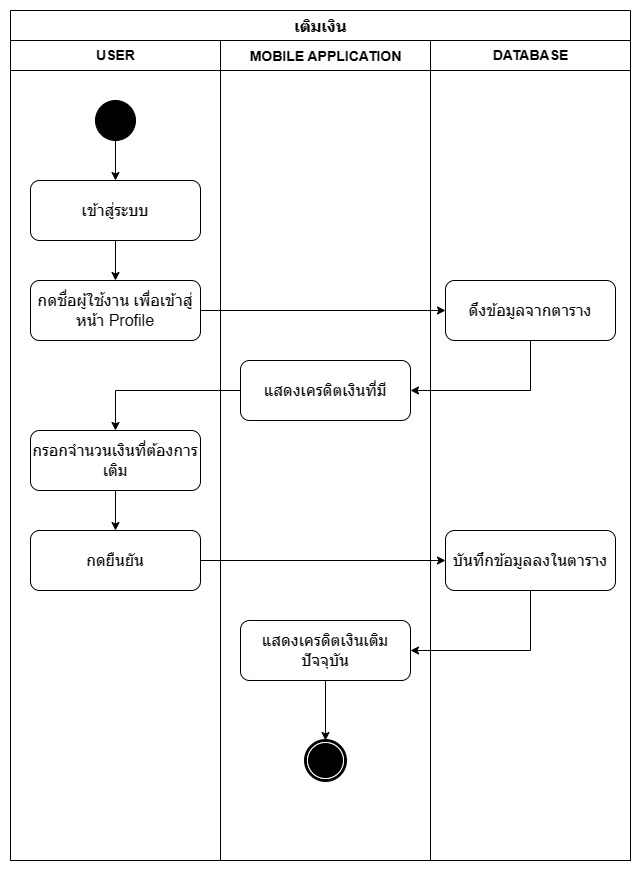 เติมเงิน
USER
MOBILE APPLICATION
DATABASE
เข้าสู่ระบบ
กดชื่อผู้ใช้งาน เพื่อเข้าสู่
หน้า Profile
ดึงข้อมูลจากตาราง
แสดงเครดิตเงินที่มี
กรอกจำนวนเงินที่ต้องการ
เติม
กดยืนยัน
บันทึกข้อมูลลงในตาราง
แสดงเครดิตเงินเติม
ปัจจุบัน